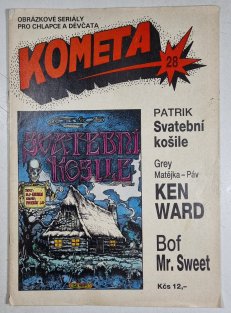 OBRÁZKOVÉ SERIÁLY
PRO CHLAPCE A DĚVČATA
KOMETA
28
PATRIK
Svatební
košile
Grey
Matějka – Páv
KEN
WARD
Bof
Mr. Sweet
Kčs 12,–
SVATEBNÍ
KOŠILE